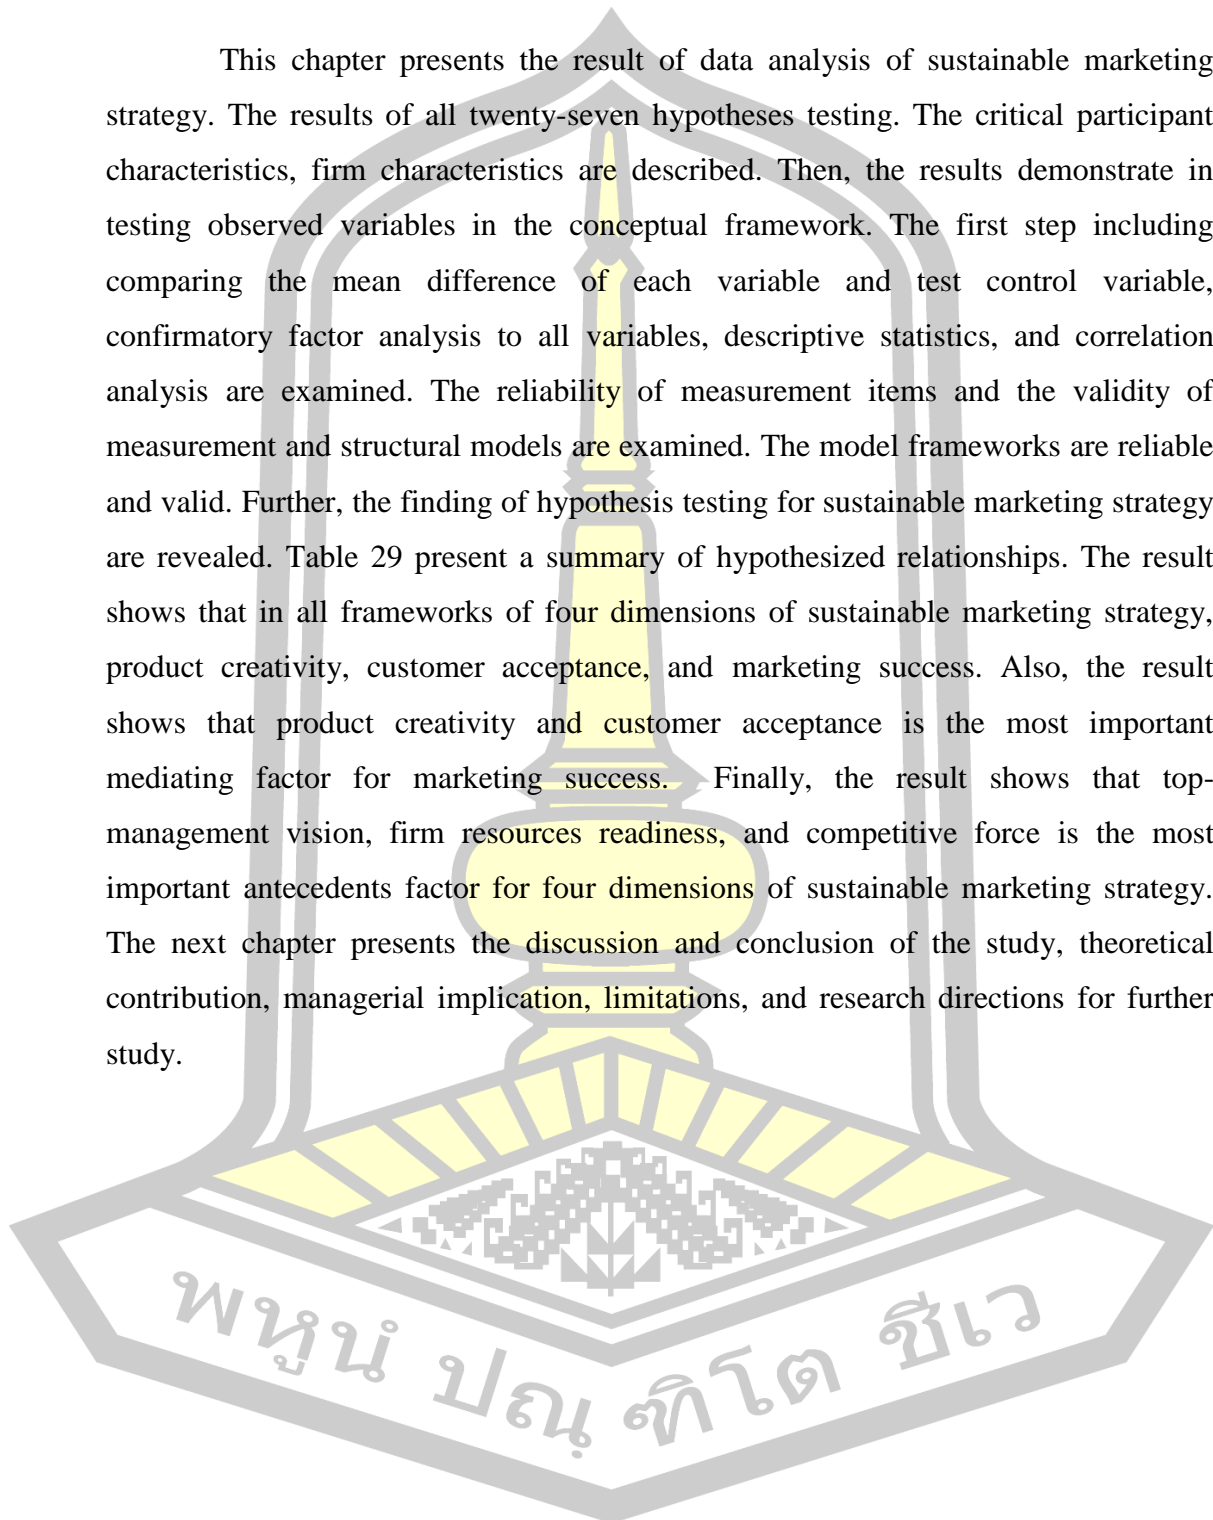 This chapter presents the result of data analysis of sustainable marketing
strategy. The results of all twenty-seven hypotheses testing. The critical participant
characteristics, firm characteristics are described. Then, the results demonstrate in
testing observed variables in the conceptual framework. The first step including
comparing the mean difference of each variable and test control variable,
confirmatory factor analysis to all variables, descriptive statistics, and correlation
analysis are examined. The reliability of measurement items and the validity of
measurement and structural models are examined. The model frameworks are reliable
and valid. Further, the finding of hypothesis testing for sustainable marketing strategy
are revealed. Table 29 present a summary of hypothesized relationships. The result
shows that in all frameworks of four dimensions of sustainable marketing strategy,
product creativity, customer acceptance, and marketing success. Also, the result
shows that product creativity and customer acceptance is the most important
mediating factor for marketing success. Finally, the result shows that top-
management vision, firm resources readiness, and competitive force is the most
important antecedents factor for four dimensions of sustainable marketing strategy.
The next chapter presents the discussion and conclusion of the study, theoretical
contribution, managerial implication, limitations, and research directions for further
study.
พหูนํ ปณฺ ฑิโต ชีเว